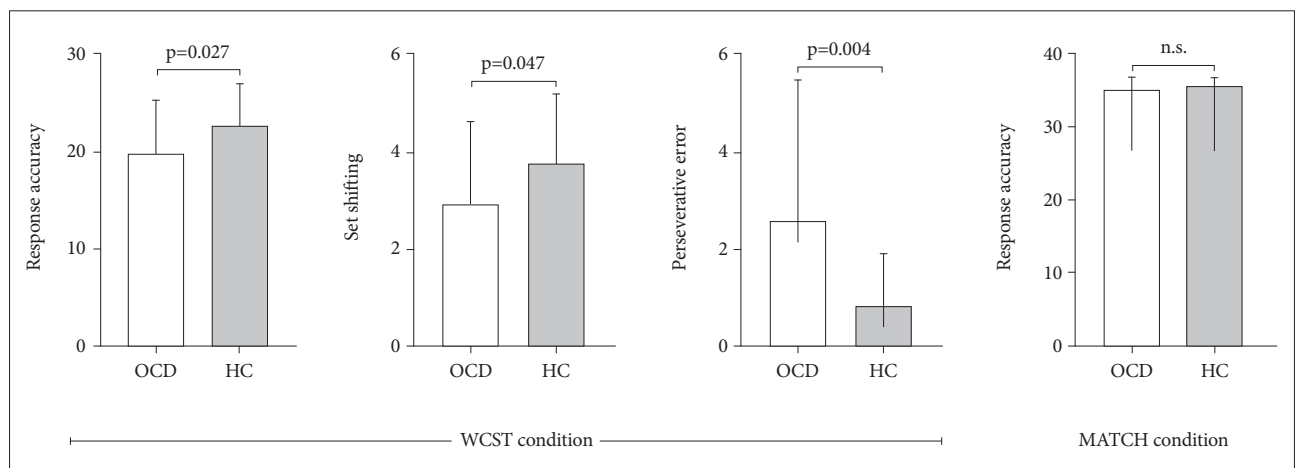 Response accuracy
30
20
10
0
p=0.027
OCD HC
Set shifting
6
4
2
0
p=0.047
OCD HC
Perseverative error
6
4
2
0
p=0.004
OCD HC
Response accuracy
40
30
20
10
0
n.s.
OCD HC
WCST condition
MATCH condition